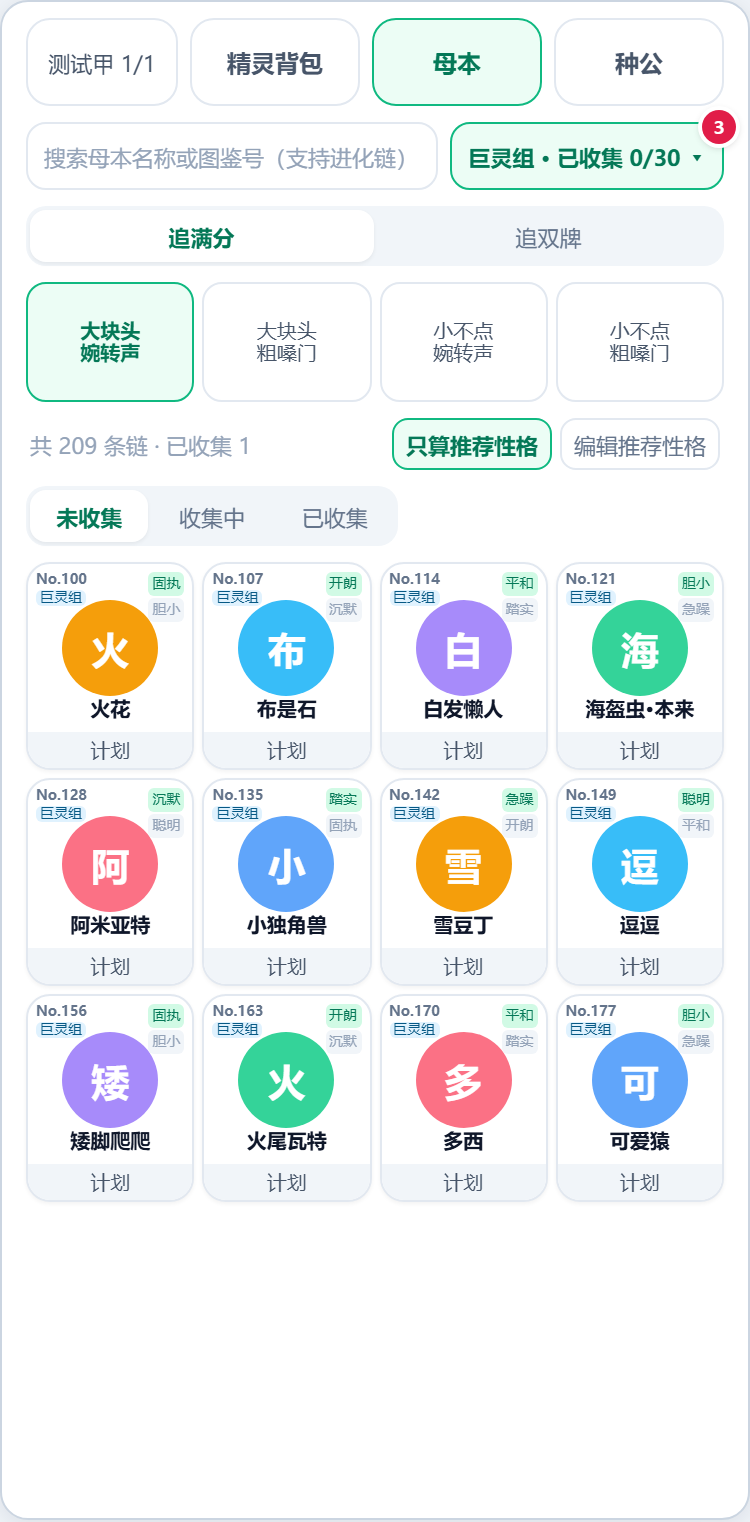 测试甲 1/1
精灵背包
母本
种公
3
搜索母本名称或图鉴号（支持进化链）
巨灵组 • 已收集 0/30 ▼
追满分
追双牌
大块头
婉转声
大块头
粗嗓门
小不点
婉转声
小不点
粗嗓门
共 209 条链 · 已收集 1
只算推荐性格
编辑推荐性格
未收集
收集中
已收集
No.100
固执
巨灵组
胆小
火
火花
计划
No.107
开朗
巨灵组
沉默
布
布是石
计划
No.114
平和
巨灵组
踏实
白
白发懒人
计划
No.121
胆小
巨灵组
急躁
海
海盔虫•本来
计划
No.128
沉默
巨灵组
聪明
阿
阿米亚特
计划
No.135
踏实
巨灵组
固执
小
小独角兽
计划
No.142
急躁
巨灵组
开朗
雪
雪豆丁
计划
No.149
聪明
巨灵组
平和
逗
逗逗
计划
No.156
固执
巨灵组
胆小
矮
矮脚爬爬
计划
No.163
开朗
巨灵组
沉默
火
火尾瓦特
计划
No.170
平和
巨灵组
踏实
多
多西
计划
No.177
胆小
巨灵组
急躁
可
可爱猿
计划